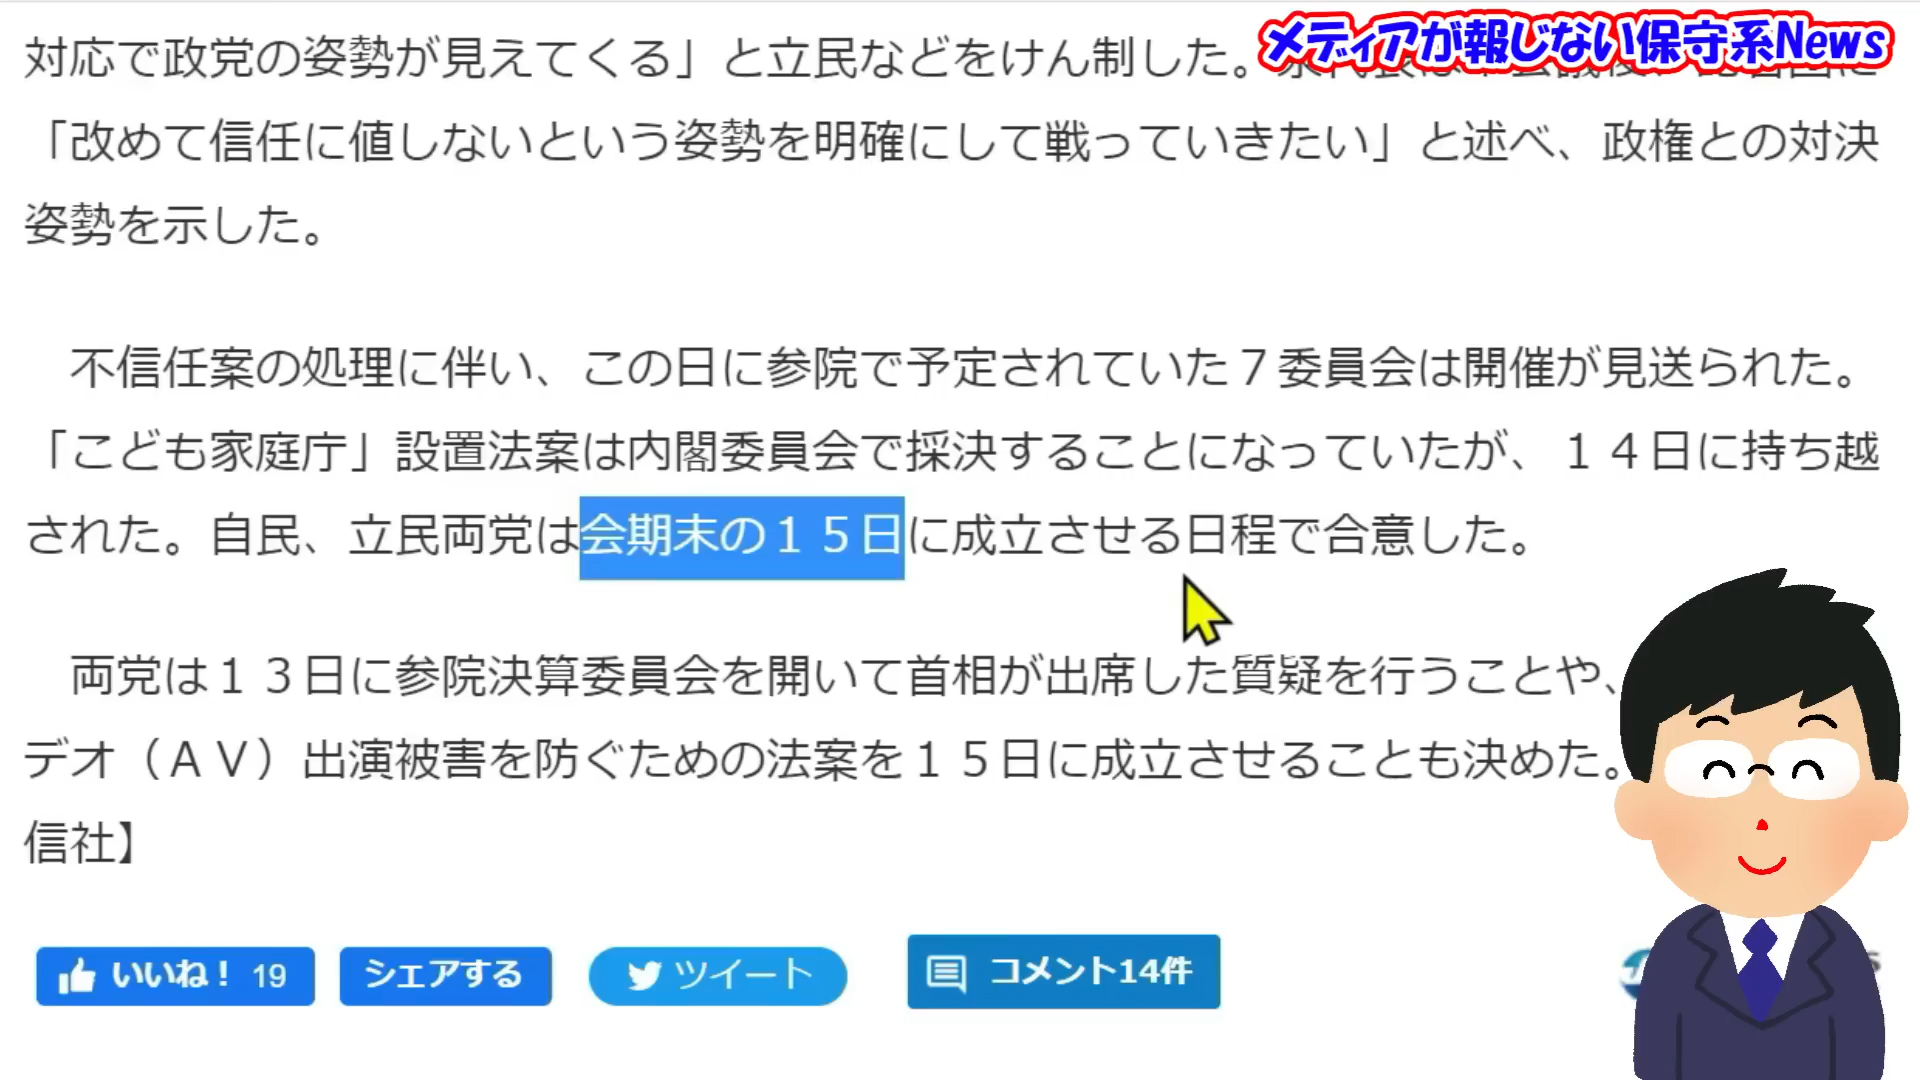 対応で政党の姿勢が見えてくる」と立民などをけん制した。
メディアが報じない保守系News
「改めて信任に値しないという姿勢を明確にして戦っていきたい」と述べ、政権との対決
姿勢を示した。
不信任案の処理に伴い、この日に参院で予定されていた７委員会は開催が見送られた。
「こども家庭庁」設置法案は内閣委員会で採決することになっていたが、１４日に持ち越
された。自民、立民両党は会期末の１５日に成立させる日程で合意した。
両党は１３日に参院決算委員会を開いて首相が出席した質疑を行うことや、
デオ（ＡＶ）出演被害を防ぐための法案を１５日に成立させることも決めた。
信社】
いいね！ 19
シェアする
ツイート
コメント14件